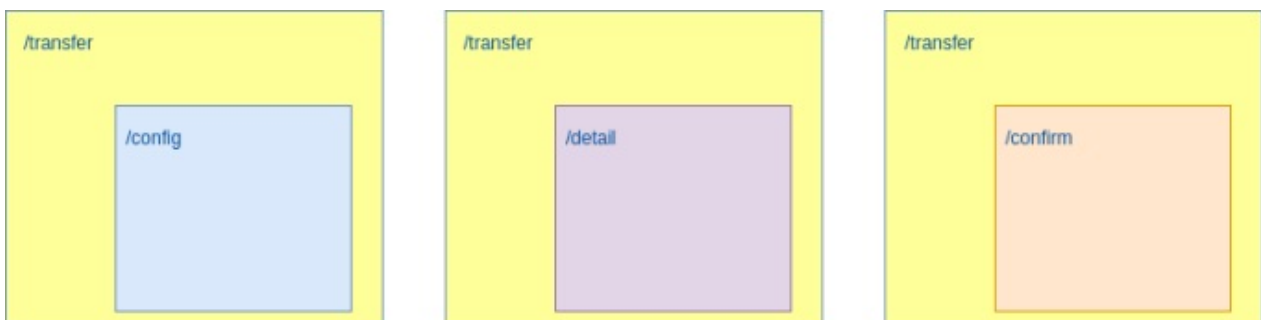 /transfer
/config
/transfer
/detail
/transfer
/confirm